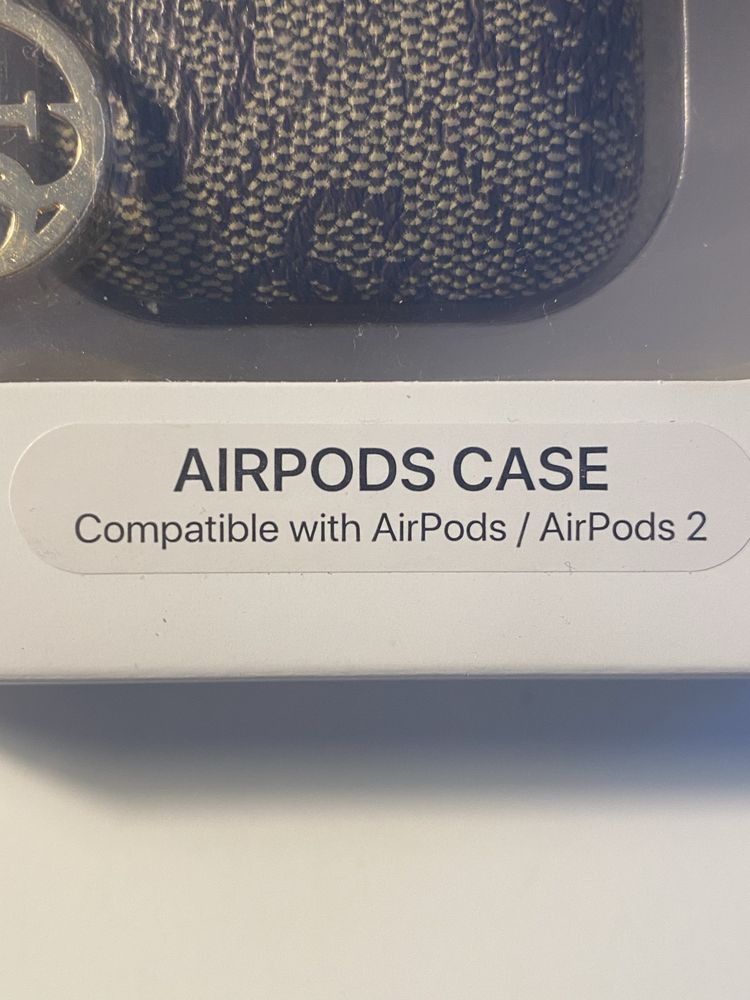 AIRPODS CASE
Compatible with AirPods / AirPods 2